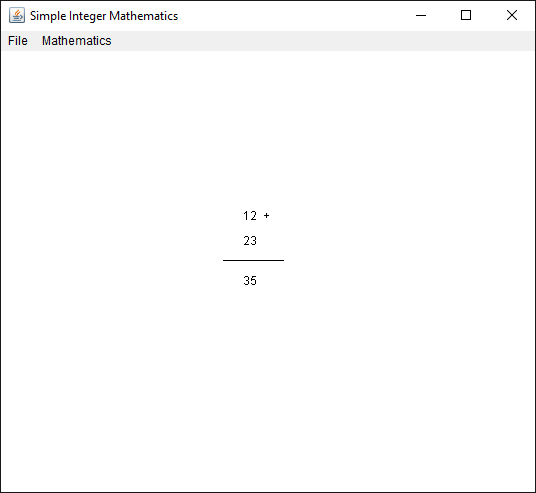 Simple Integer Mathematics
File Mathematics
12 +
23
35